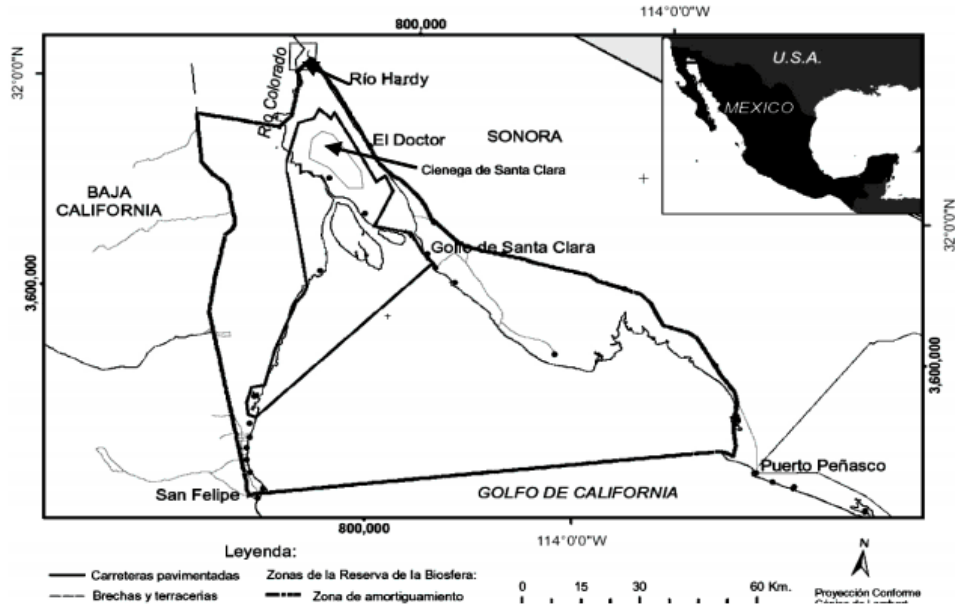 800,000
114°0'0"W
32°0'0"N
Río Colorado
Río Hardy
U.S.A.
MEXICO
El Doctor
SONORA
Cienega de Santa Clara
BAJA
CALIFORNIA
32°0'0"N
Golfo de Santa Clara
3,600,000
3,600,000
Puerto Peñasco
San Felipe
GOLFO DE CALIFORNIA
800,000
114°0'0"W
Leyenda:
N
Carreteras pavimentadas
Zonas de la Reserva de la Biosfera:
0 15 30 45 60 Km.
Brechas y terracerías
Zona de amortiguamiento
Proyección Conforme